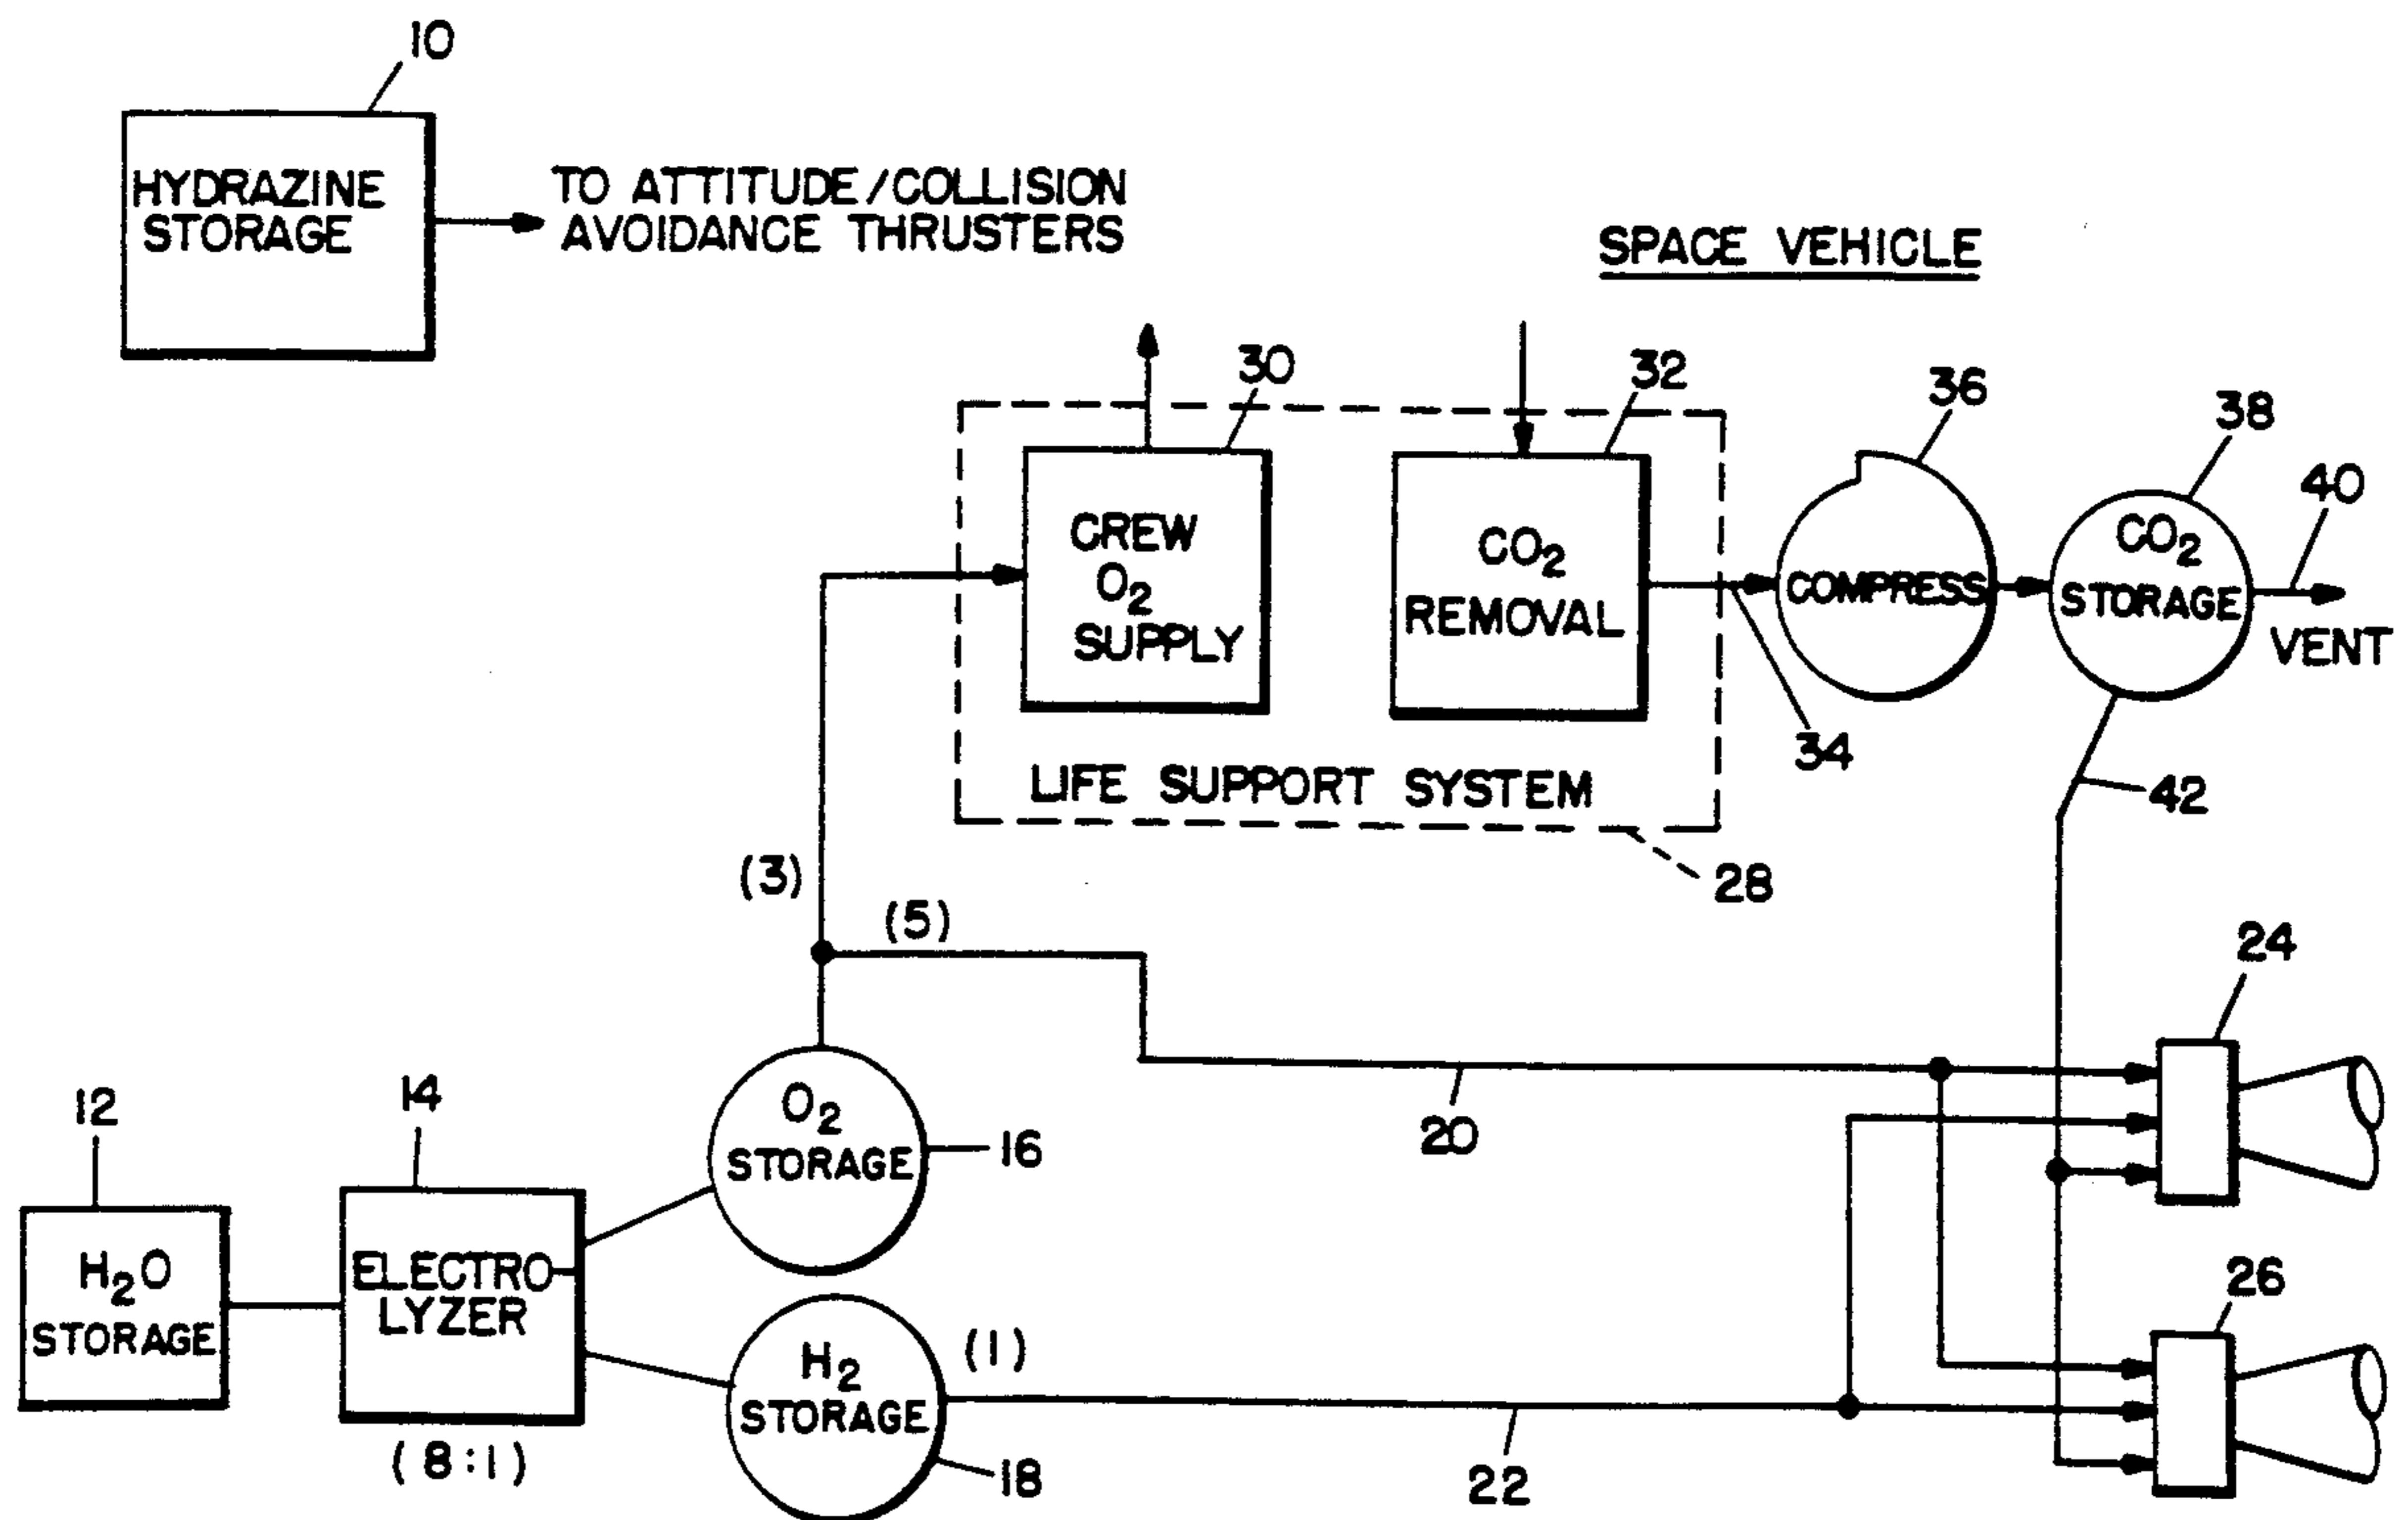 10
HYDRAZINE
STORAGE
TO ATTITUDE/COLLISION
AVOIDANCE THRUSTERS
SPACE VEHICLE
30
32
36
38
40
CREW
O₂
SUPPLY
CO₂
REMOVAL
COMPRESS
CO₂
STORAGE
VENT
34
LIFE SUPPORT SYSTEM
42
28
(3)
(5)
24
12
14
O₂
STORAGE
16
20
H₂O
STORAGE
ELECTRO-
LYZER
(8:1)
H₂
STORAGE
(1)
18
22
26